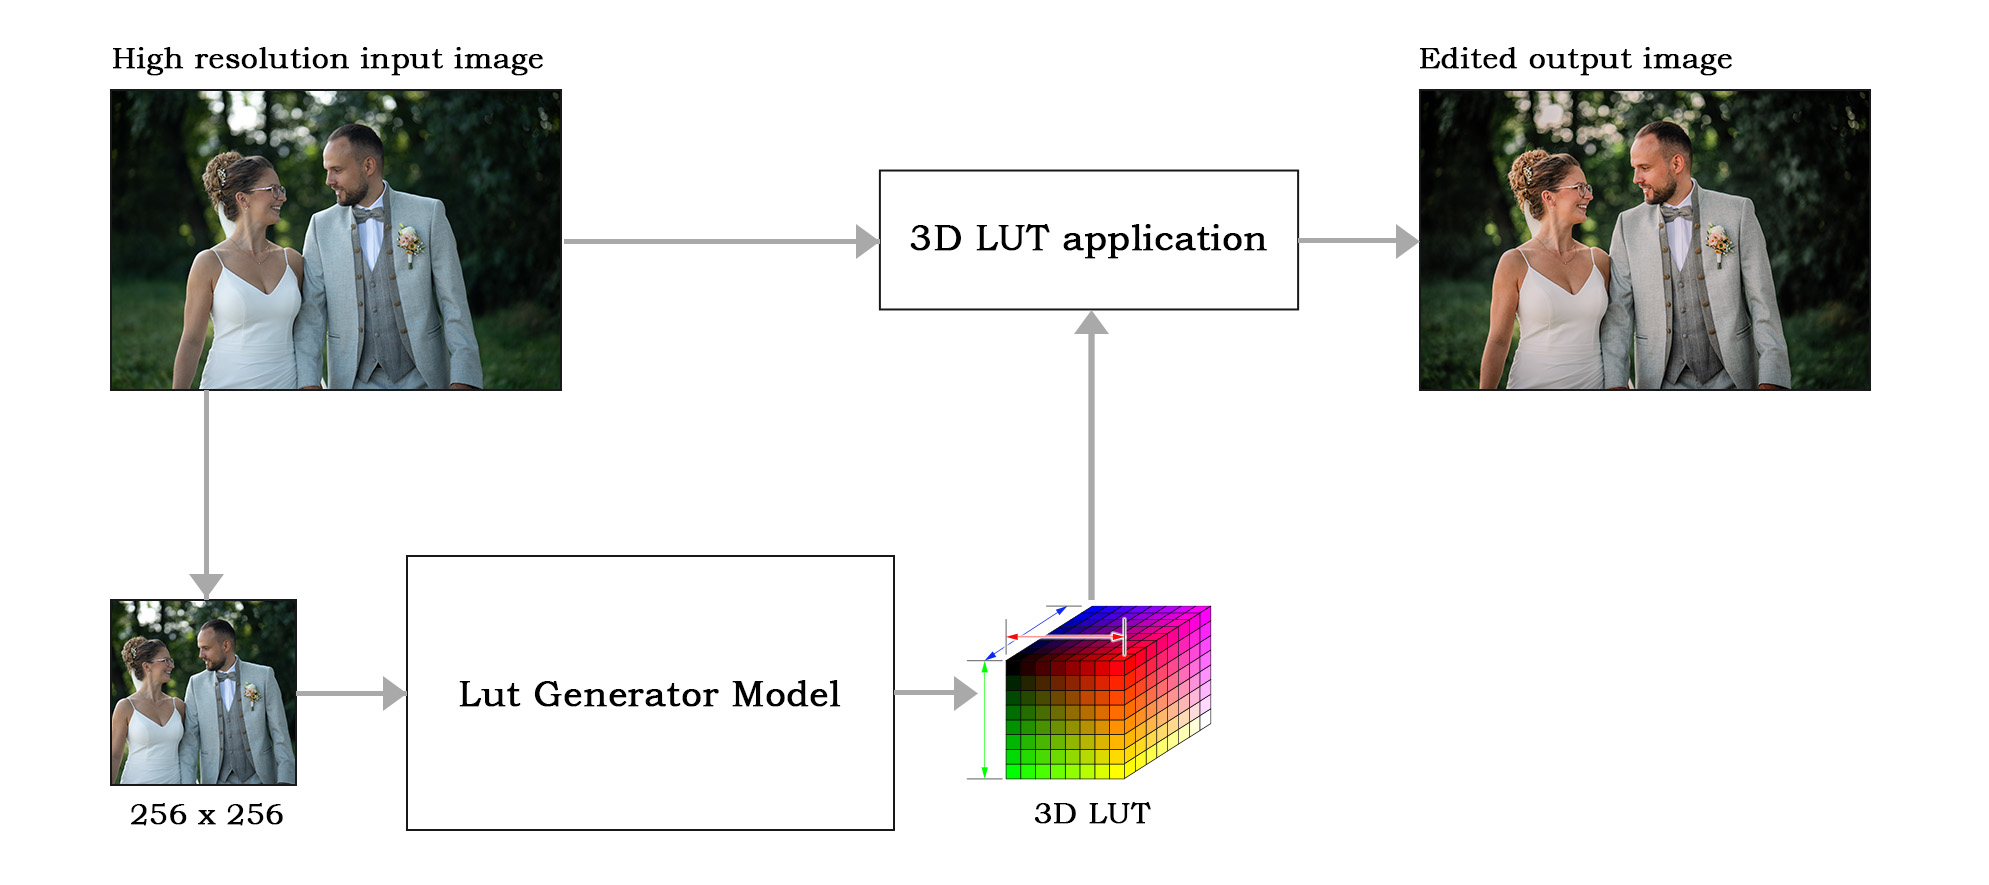 High resolution input image
Edited output image
3D LUT application
Lut Generator Model
256 x 256
3D LUT